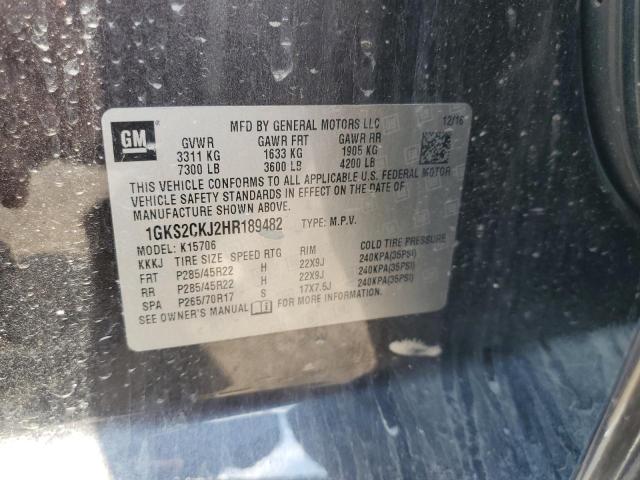 GM
MFD BY GENERAL MOTORS LLC
12/16
GVWR GAWR FRT GAWR RR
3311 KG 1633 KG 1905 KG
7300 LB 3600 LB 4200 LB
THIS VEHICLE CONFORMS TO ALL APPLICABLE U.S. FEDERAL MOTOR
VEHICLE SAFETY STANDARDS IN EFFECT ON THE DATE OF
MANUFACTURE SHOWN ABOVE.
1GKS2CKJ2HR189482 TYPE: M.P.V.
MODEL: K15706
KKKJ TIRE SIZE SPEED RTG RIM COLD TIRE PRESSURE
FRT P285/45R22 H 22X9J 240KPA(35PSI)
RR P285/45R22 H 22X9J 240KPA(35PSI)
SPA P265/70R17 S 17X7.5J 240KPA(35PSI)
SEE OWNER'S MANUAL FOR MORE INFORMATION.